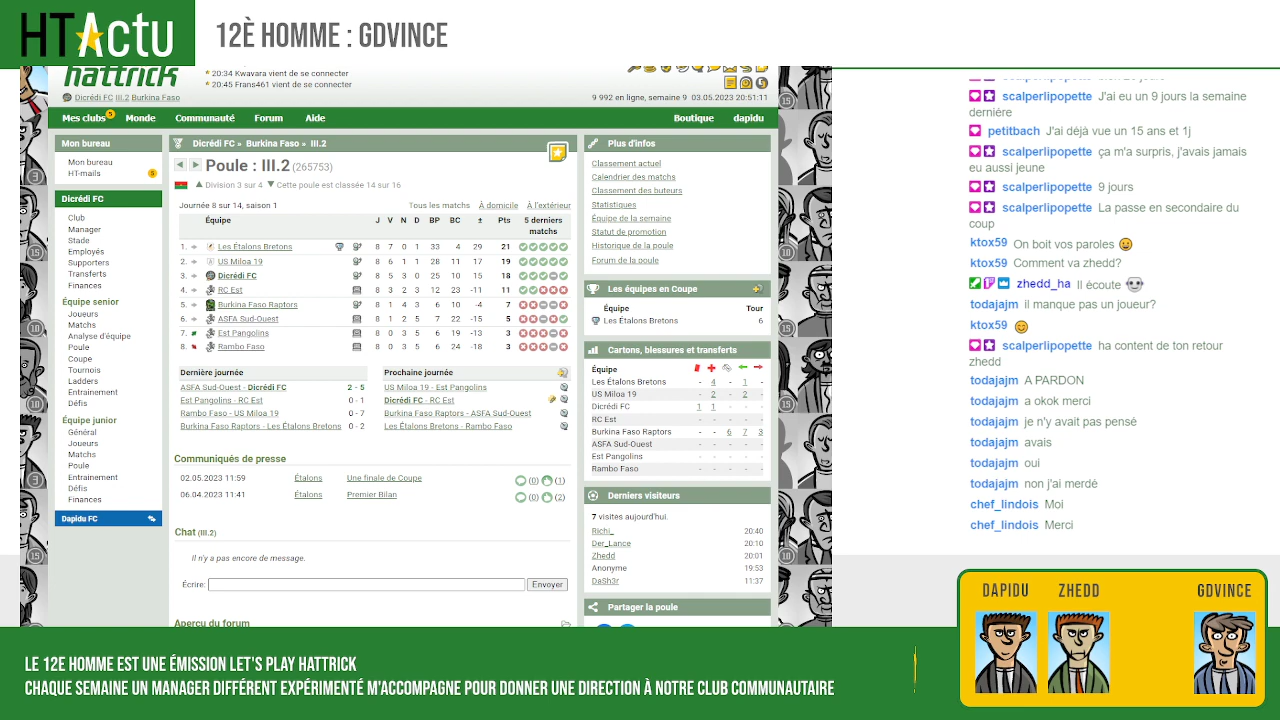 HTActu
12È HOMME : GDVINCE
hattrick
20:34 Kwavara vient de se connecter
20:45 Frans461 vient de se connecter
Dicrédi FC III.2 Burkina Faso
9 992 en ligne, semaine 9 03.05.2023 20:51:11
Mes clubs 5 Monde Communauté Forum Aide Boutique dapidu
Mon bureau
Mon bureau
HT-mails 5
Dicrédi FC
Club
Manager
Stade
Employés
Supporters
Transferts
Finances
Équipe senior
Joueurs
Matchs
Analyse d'équipe
Poule
Coupe
Tournois
Ladders
Entrainement
Défis
Équipe junior
Général
Joueurs
Matchs
Poule
Entrainement
Défis
Finances
Dapidu FC
Dicrédi FC » Burkina Faso » III.2
Poule : III.2 (265753)
Division 3 sur 4 Cette poule est classée 14 sur 16
Journée 8 sur 14, saison 1 Tous les matchs À domicile À l'extérieur
Équipe J V N D BP BC ± Pts 5 derniers
matchs
1. Les Étalons Bretons 8 7 0 1 33 4 29 21
2. US Miloa 19 8 6 1 1 28 11 17 19
3. Dicrédi FC 8 5 3 0 25 10 15 18
4. RC Est 8 3 2 3 12 23 -11 11
5. Burkina Faso Raptors 8 1 4 3 6 10 -4 7
6. ASFA Sud-Ouest 8 1 2 5 7 22 -15 5
7. Est Pangolins 8 0 3 5 6 19 -13 3
8. Rambo Faso 8 0 3 5 6 24 -18 3
Dernière journée
ASFA Sud-Ouest - Dicrédi FC 2 - 5
Est Pangolins - RC Est 0 - 1
Rambo Faso - US Miloa 19 0 - 7
Burkina Faso Raptors - Les Étalons Bretons 0 - 2
Prochaine journée
US Miloa 19 - Est Pangolins
Dicrédi FC - RC Est
Burkina Faso Raptors - ASFA Sud-Ouest
Les Étalons Bretons - Rambo Faso
Communiqués de presse
02.05.2023 11:59 Étalons Une finale de Coupe (0) (1)
06.04.2023 11:41 Étalons Premier Bilan (0) (2)
Chat (III.2)
Il n'y a pas encore de message.
Écrire: Envoyer
Aperçu du forum
Plus d'infos
Classement actuel
Calendrier des matchs
Classement des buteurs
Statistiques
Équipe de la semaine
Statut de promotion
Historique de la poule
Forum de la poule
Les équipes en Coupe
Équipe Tour
Les Étalons Bretons 6
Cartons, blessures et transferts
Équipe
Les Étalons Bretons - 4 - 1 -
US Miloa 19 - 2 - 2 -
Dicrédi FC 1 1 - - -
RC Est - - - - -
Burkina Faso Raptors - - 6 7 3
ASFA Sud-Ouest - - - - -
Est Pangolins - - - - -
Rambo Faso - - - - -
Derniers visiteurs
7 visites aujourd'hui.
Richi_ 20:40
Der_Lance 20:10
Zhedd 20:01
Anonyme 19:53
DaSh3r 11:37
Partager la poule
scalperlipopette J'ai eu un 9 jours la semaine
dernière
petitbach J'ai déjà vue un 15 ans et 1j
scalperlipopette ça m'a surpris, j'avais jamais
eu aussi jeune
scalperlipopette 9 jours
scalperlipopette La passe en secondaire du
coup
ktox59 On boit vos paroles
ktox59 Comment va zhedd?
zhedd_ha Il écoute
todajajm il manque pas un joueur?
ktox59
scalperlipopette ha content de ton retour
zhedd
todajajm A PARDON
todajajm a okok merci
todajajm je n'y avait pas pensé
todajajm avais
todajajm oui
todajajm non j'ai merdé
chef_lindois Moi
chef_lindois Merci
DAPIDU ZHEDD GDVINCE
LE 12E HOMME EST UNE ÉMISSION LET'S PLAY HATTRICK
CHAQUE SEMAINE UN MANAGER DIFFÉRENT EXPÉRIMENTÉ M'ACCOMPAGNE POUR DONNER UNE DIRECTION À NOTRE CLUB COMMUNAUTAIRE